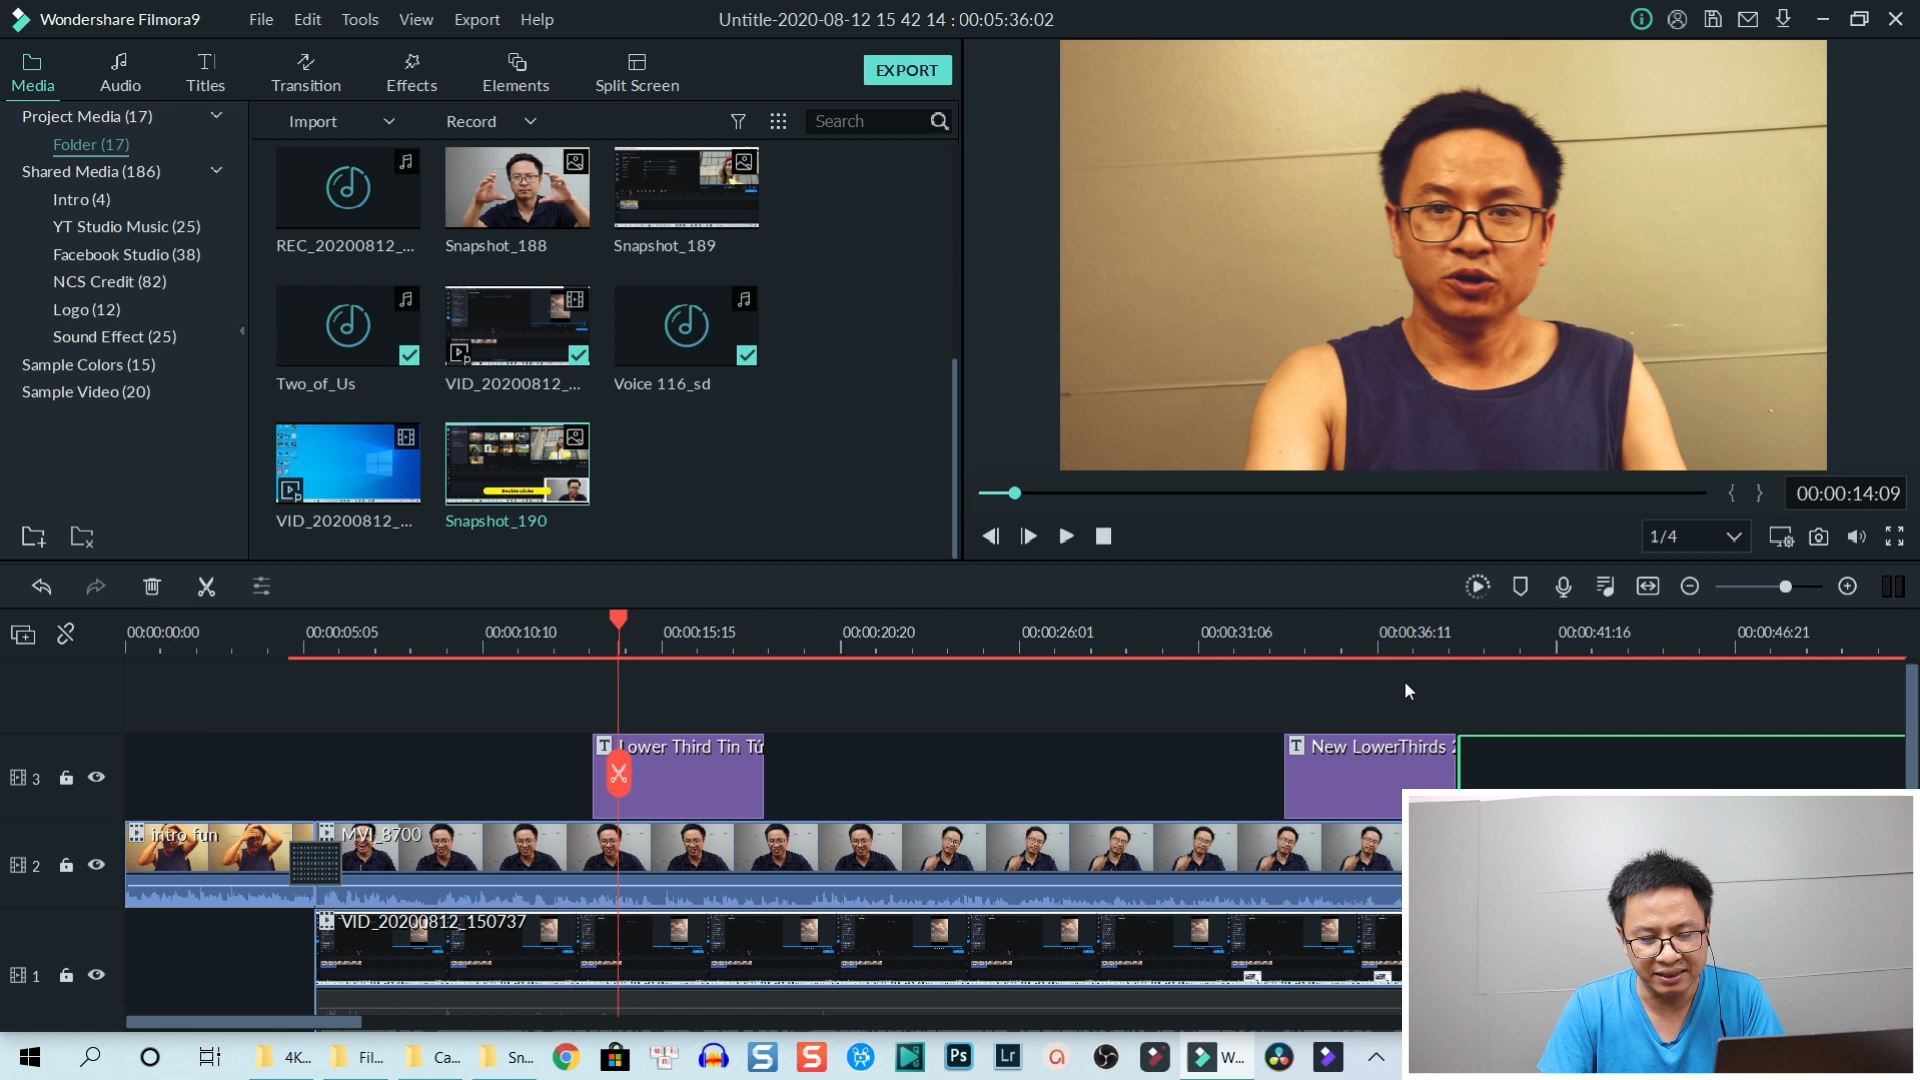 Wondershare Filmora9
File Edit Tools View Export Help
Untitle-2020-08-12 15 42 14 : 00:05:36:02
Media Audio Titles Transition Effects Elements Split Screen
EXPORT
Project Media (17)
Folder (17)
Shared Media (186)
Intro (4)
YT Studio Music (25)
Facebook Studio (38)
NCS Credit (82)
Logo (12)
Sound Effect (25)
Sample Colors (15)
Sample Video (20)
Import Record Search
REC_20200812_... Snapshot_188 Snapshot_189
Two_of_Us VID_20200812_... Voice 116_sd
VID_20200812_... Snapshot_190
00:00:14:09
1/4
00:00:00:00 00:00:05:05 00:00:10:10 00:00:15:15 00:00:20:20 00:00:26:01 00:00:31:06 00:00:36:11 00:00:41:16 00:00:46:21
T Lower Third Tin Tứ
T New LowerThirds
3
intro fun
MVI_8700
2
VID_20200812_150737
1
4K... Fil... Ca... Sn... S S Ps Lr W...